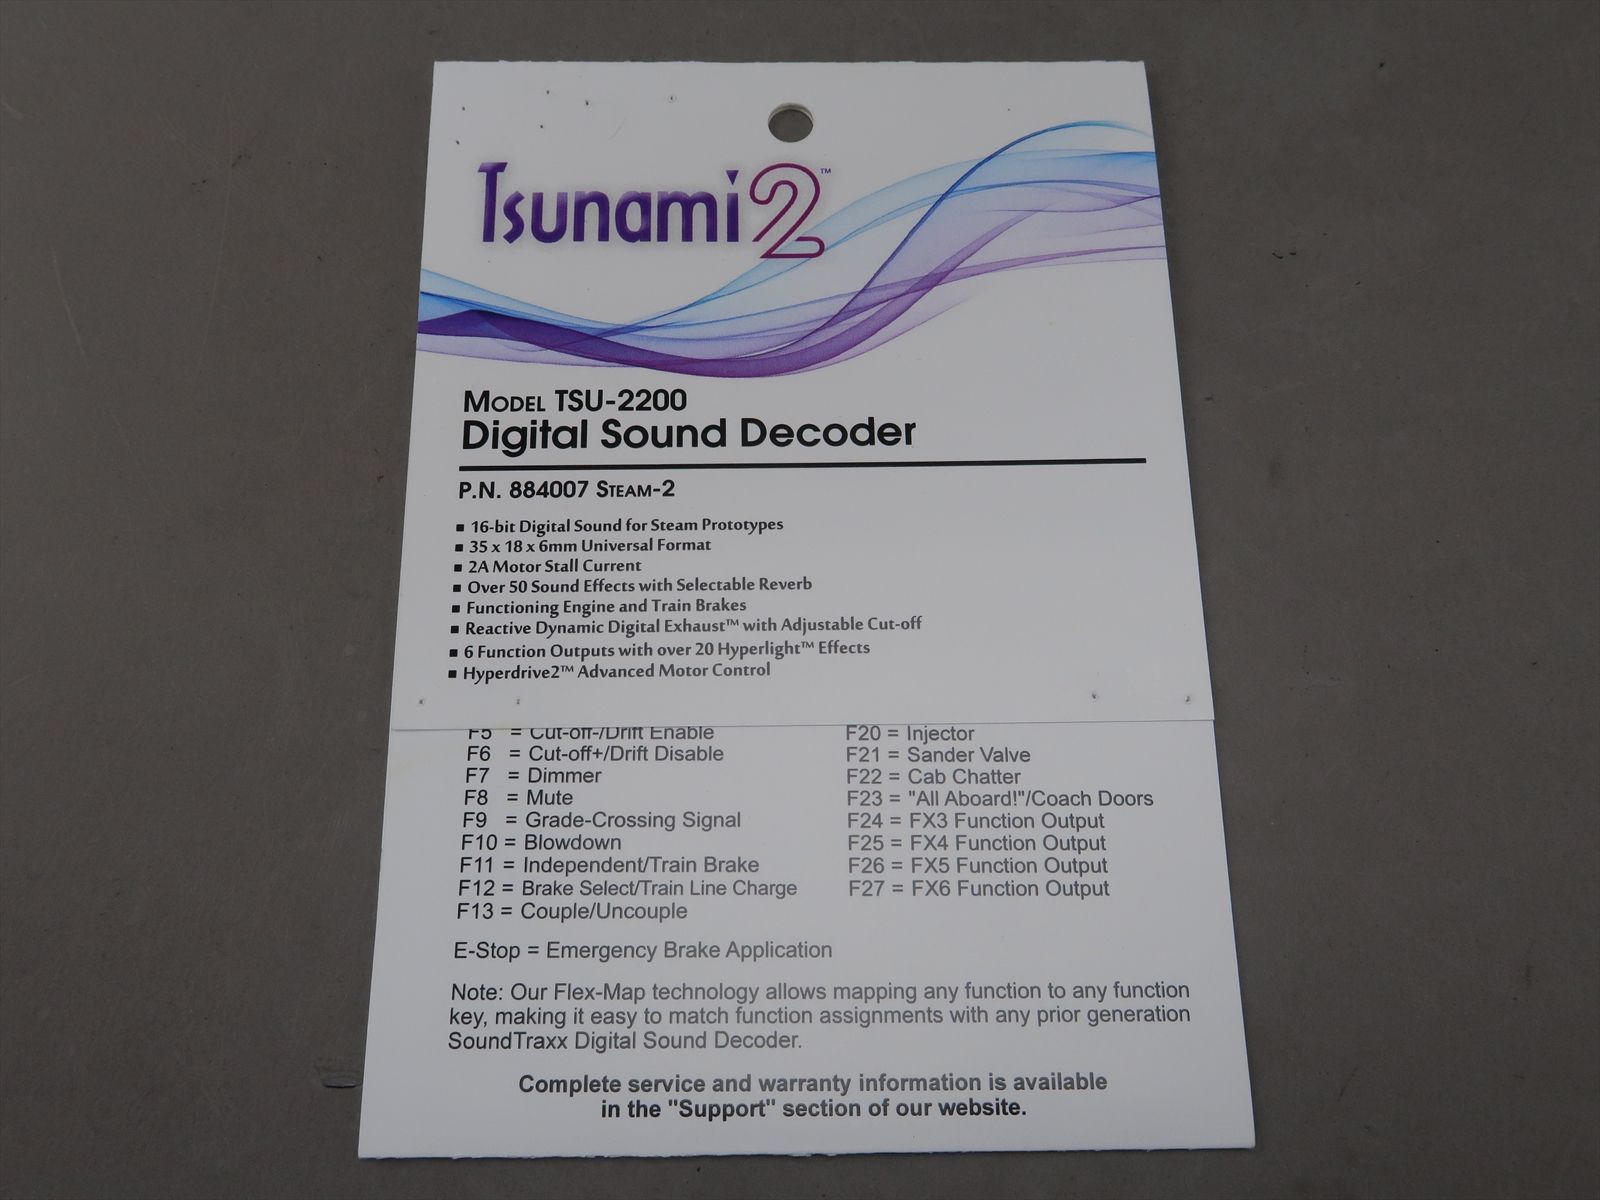 Tsunami2™
MODEL TSU-2200
Digital Sound Decoder
P.N. 884007 STEAM-2
▪ 16-bit Digital Sound for Steam Prototypes
▪ 35 x 18 x 6mm Universal Format
▪ 2A Motor Stall Current
▪ Over 50 Sound Effects with Selectable Reverb
▪ Functioning Engine and Train Brakes
▪ Reactive Dynamic Digital Exhaust™ with Adjustable Cut-off
▪ 6 Function Outputs with over 20 Hyperlight™ Effects
▪ Hyperdrive2™ Advanced Motor Control
F5 = Cut-off-/Drift Enable
F6 = Cut-off+/Drift Disable
F7 = Dimmer
F8 = Mute
F9 = Grade-Crossing Signal
F10 = Blowdown
F11 = Independent/Train Brake
F12 = Brake Select/Train Line Charge
F13 = Couple/Uncouple
F20 = Injector
F21 = Sander Valve
F22 = Cab Chatter
F23 = "All Aboard!"/Coach Doors
F24 = FX3 Function Output
F25 = FX4 Function Output
F26 = FX5 Function Output
F27 = FX6 Function Output
E-Stop = Emergency Brake Application
Note: Our Flex-Map technology allows mapping any function to any function
key, making it easy to match function assignments with any prior generation
SoundTraxx Digital Sound Decoder.
Complete service and warranty information is available
in the "Support" section of our website.